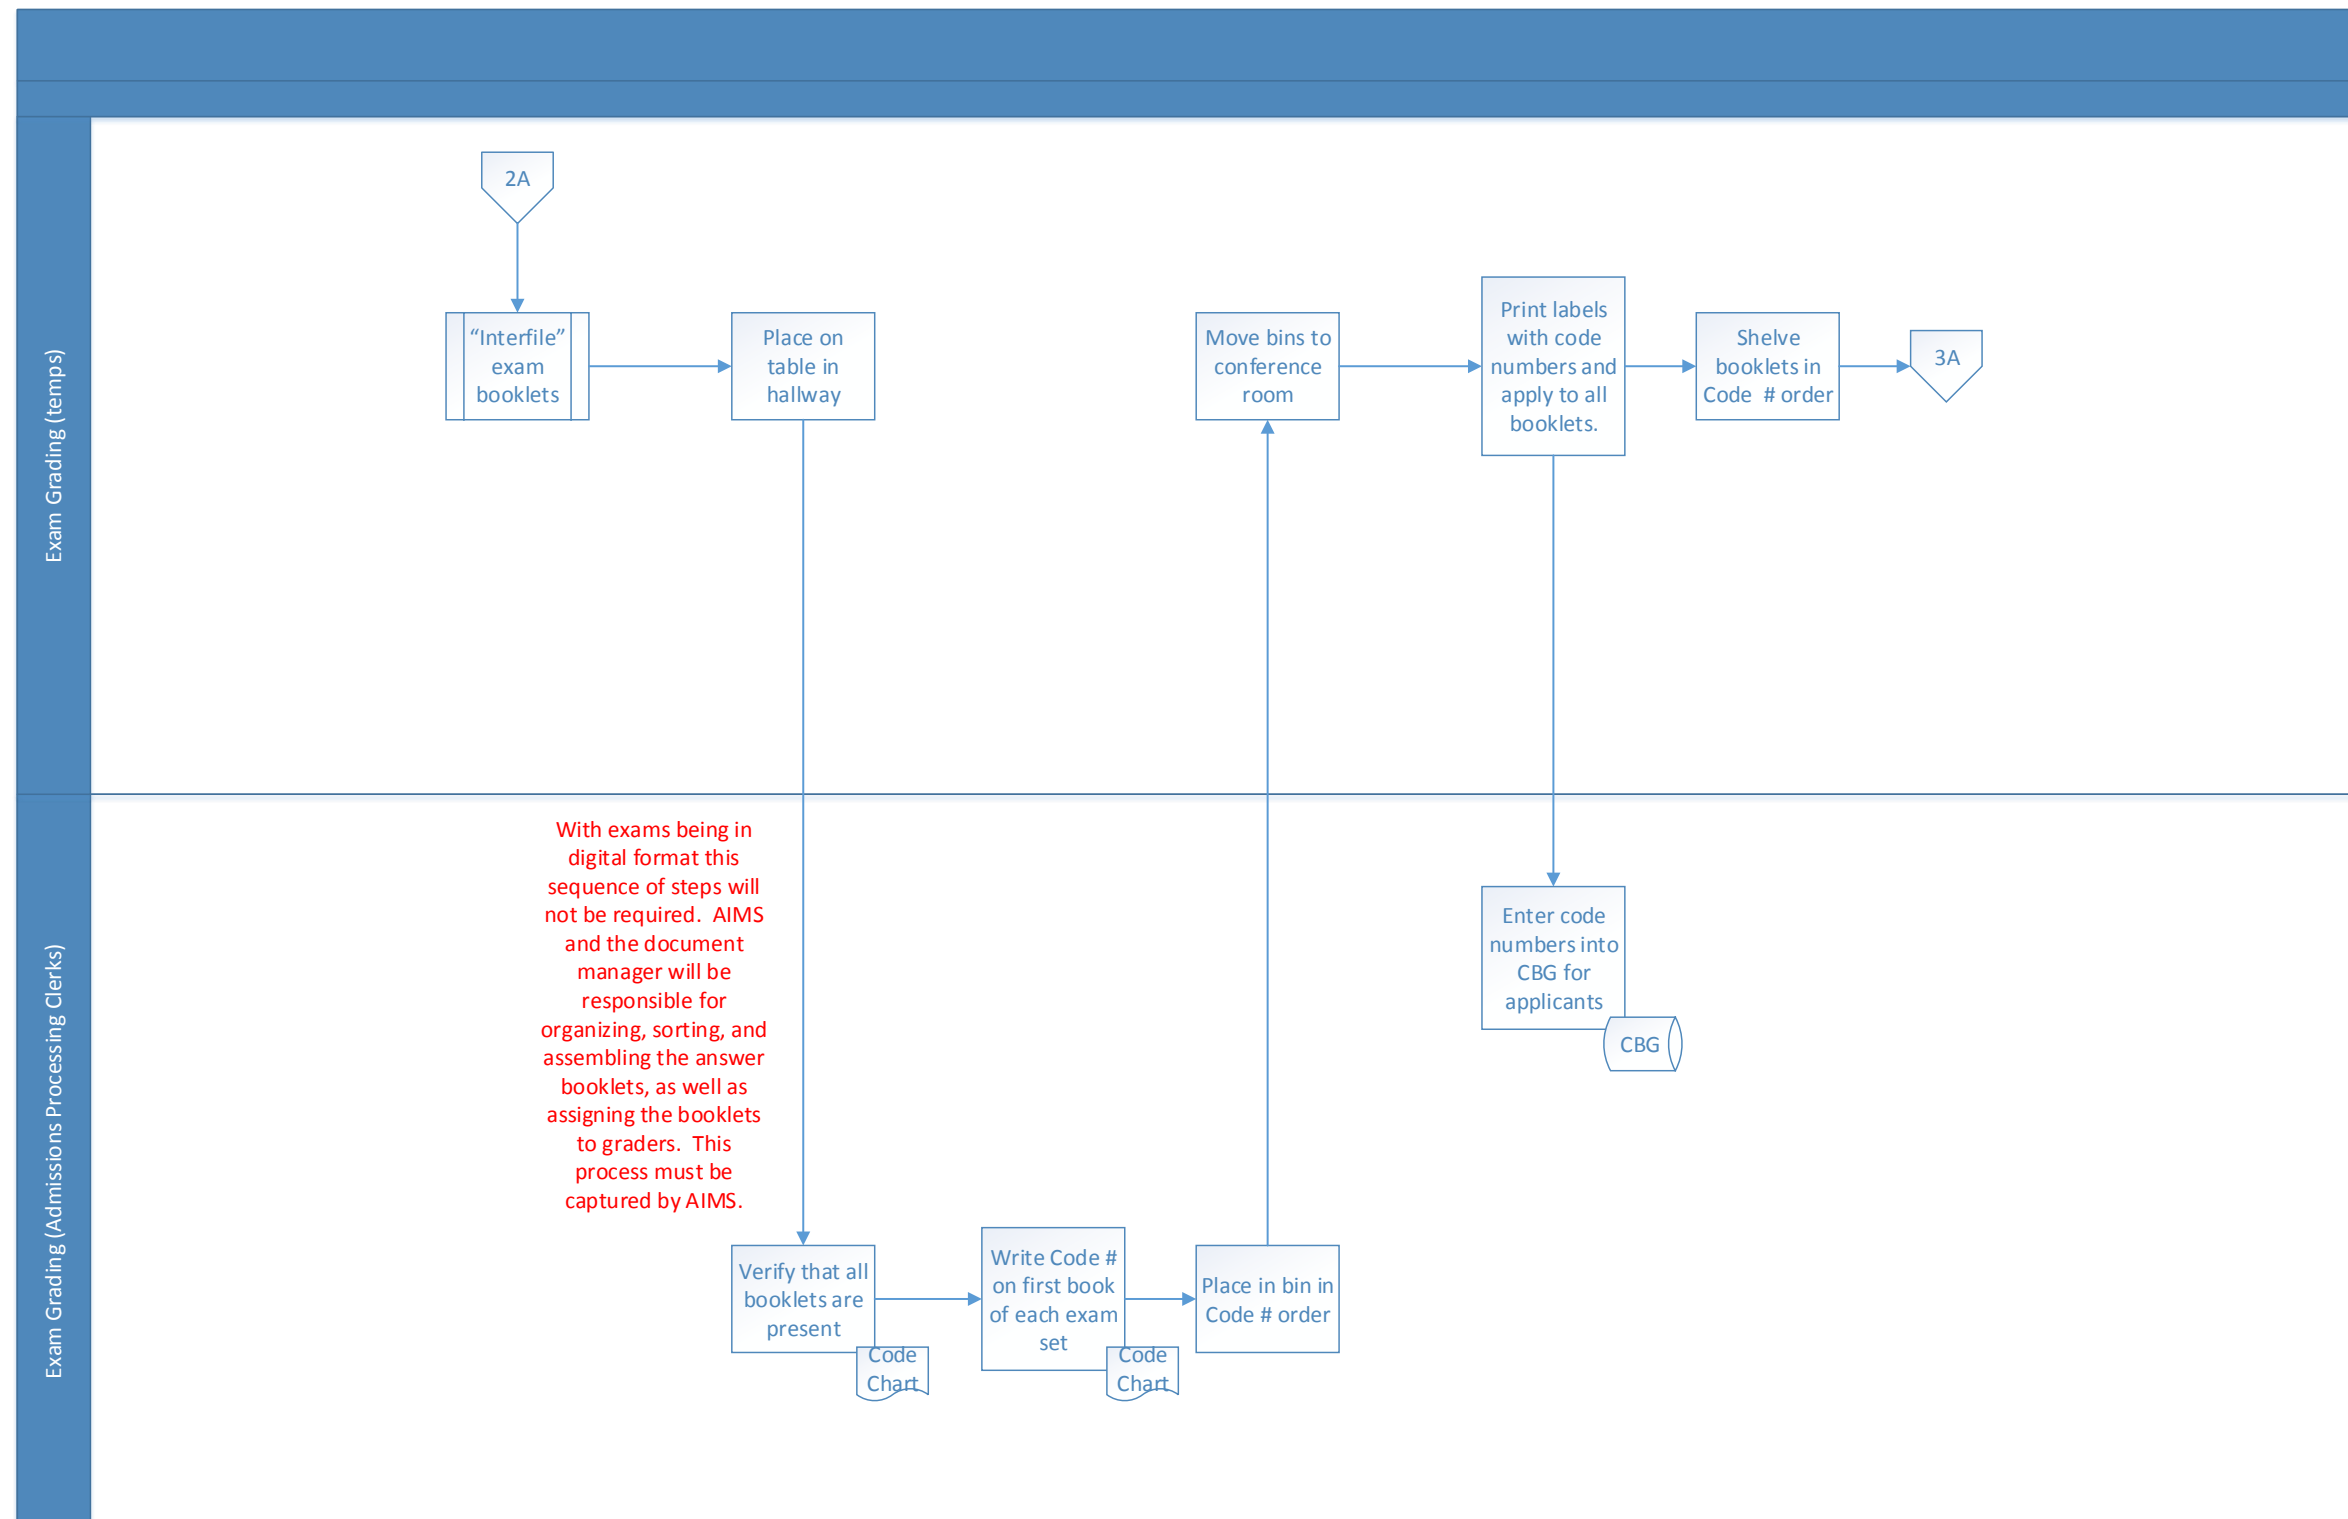 Exam Grading (temps)
2A
“Interfile”
exam
booklets
Place on
table in
hallway
Move bins to
conference
room
Print labels
with code
numbers and
apply to all
booklets.
Shelve
booklets in
Code # order
3A
Exam Grading (Admissions Processing Clerks)
With exams being in
digital format this
sequence of steps will
not be required. AIMS
and the document
manager will be
responsible for
organizing, sorting, and
assembling the answer
booklets, as well as
assigning the booklets
to graders. This
process must be
captured by AIMS.
Enter code
numbers into
CBG for
applicants
CBG
Verify that all
booklets are
present
Code
Chart
Write Code #
on first book
of each exam
set
Code
Chart
Place in bin in
Code # order